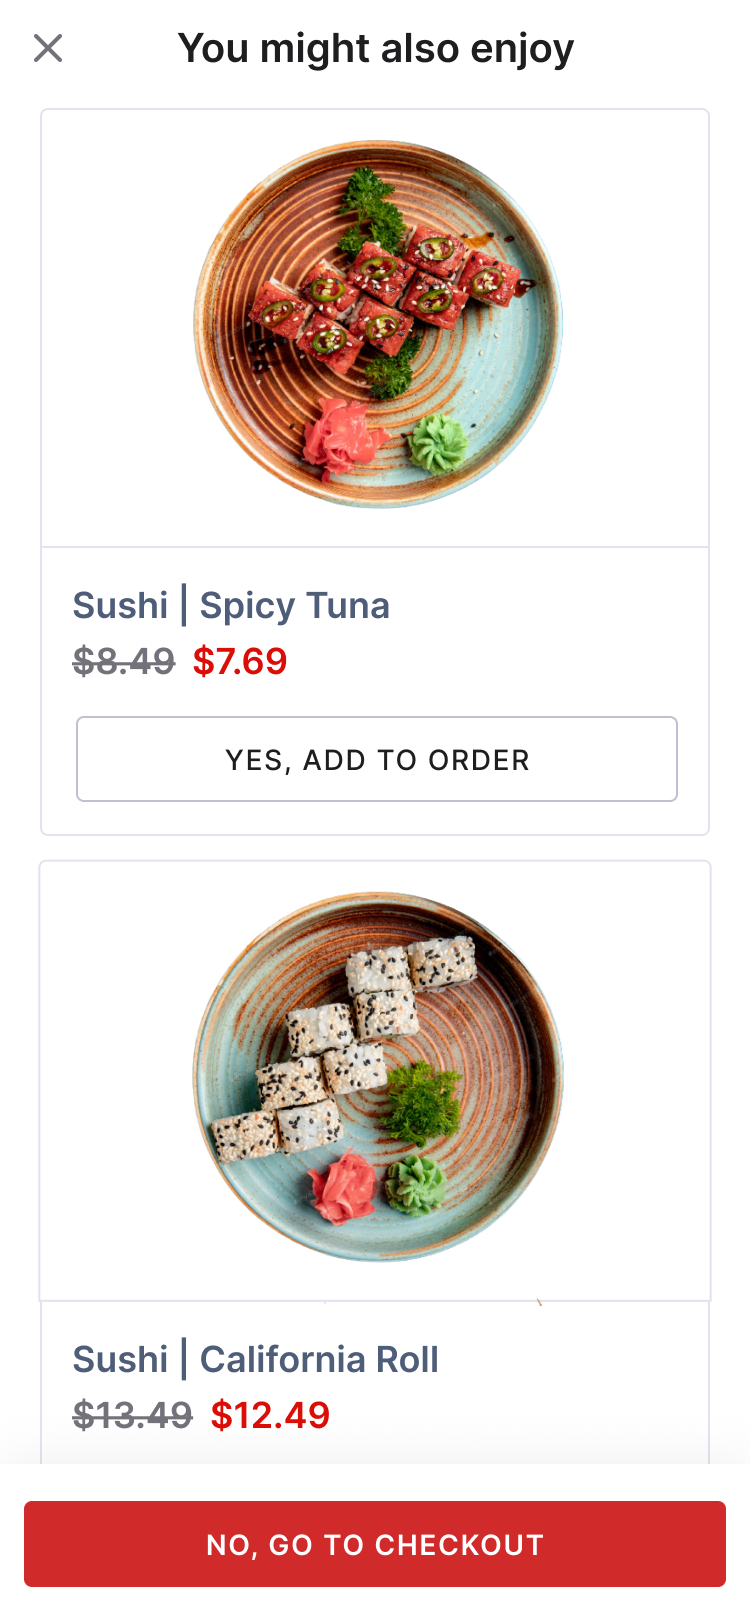 You might also enjoy
Sushi | Spicy Tuna
$8.49 $7.69
YES, ADD TO ORDER
Sushi | California Roll
$13.49 $12.49
NO, GO TO CHECKOUT